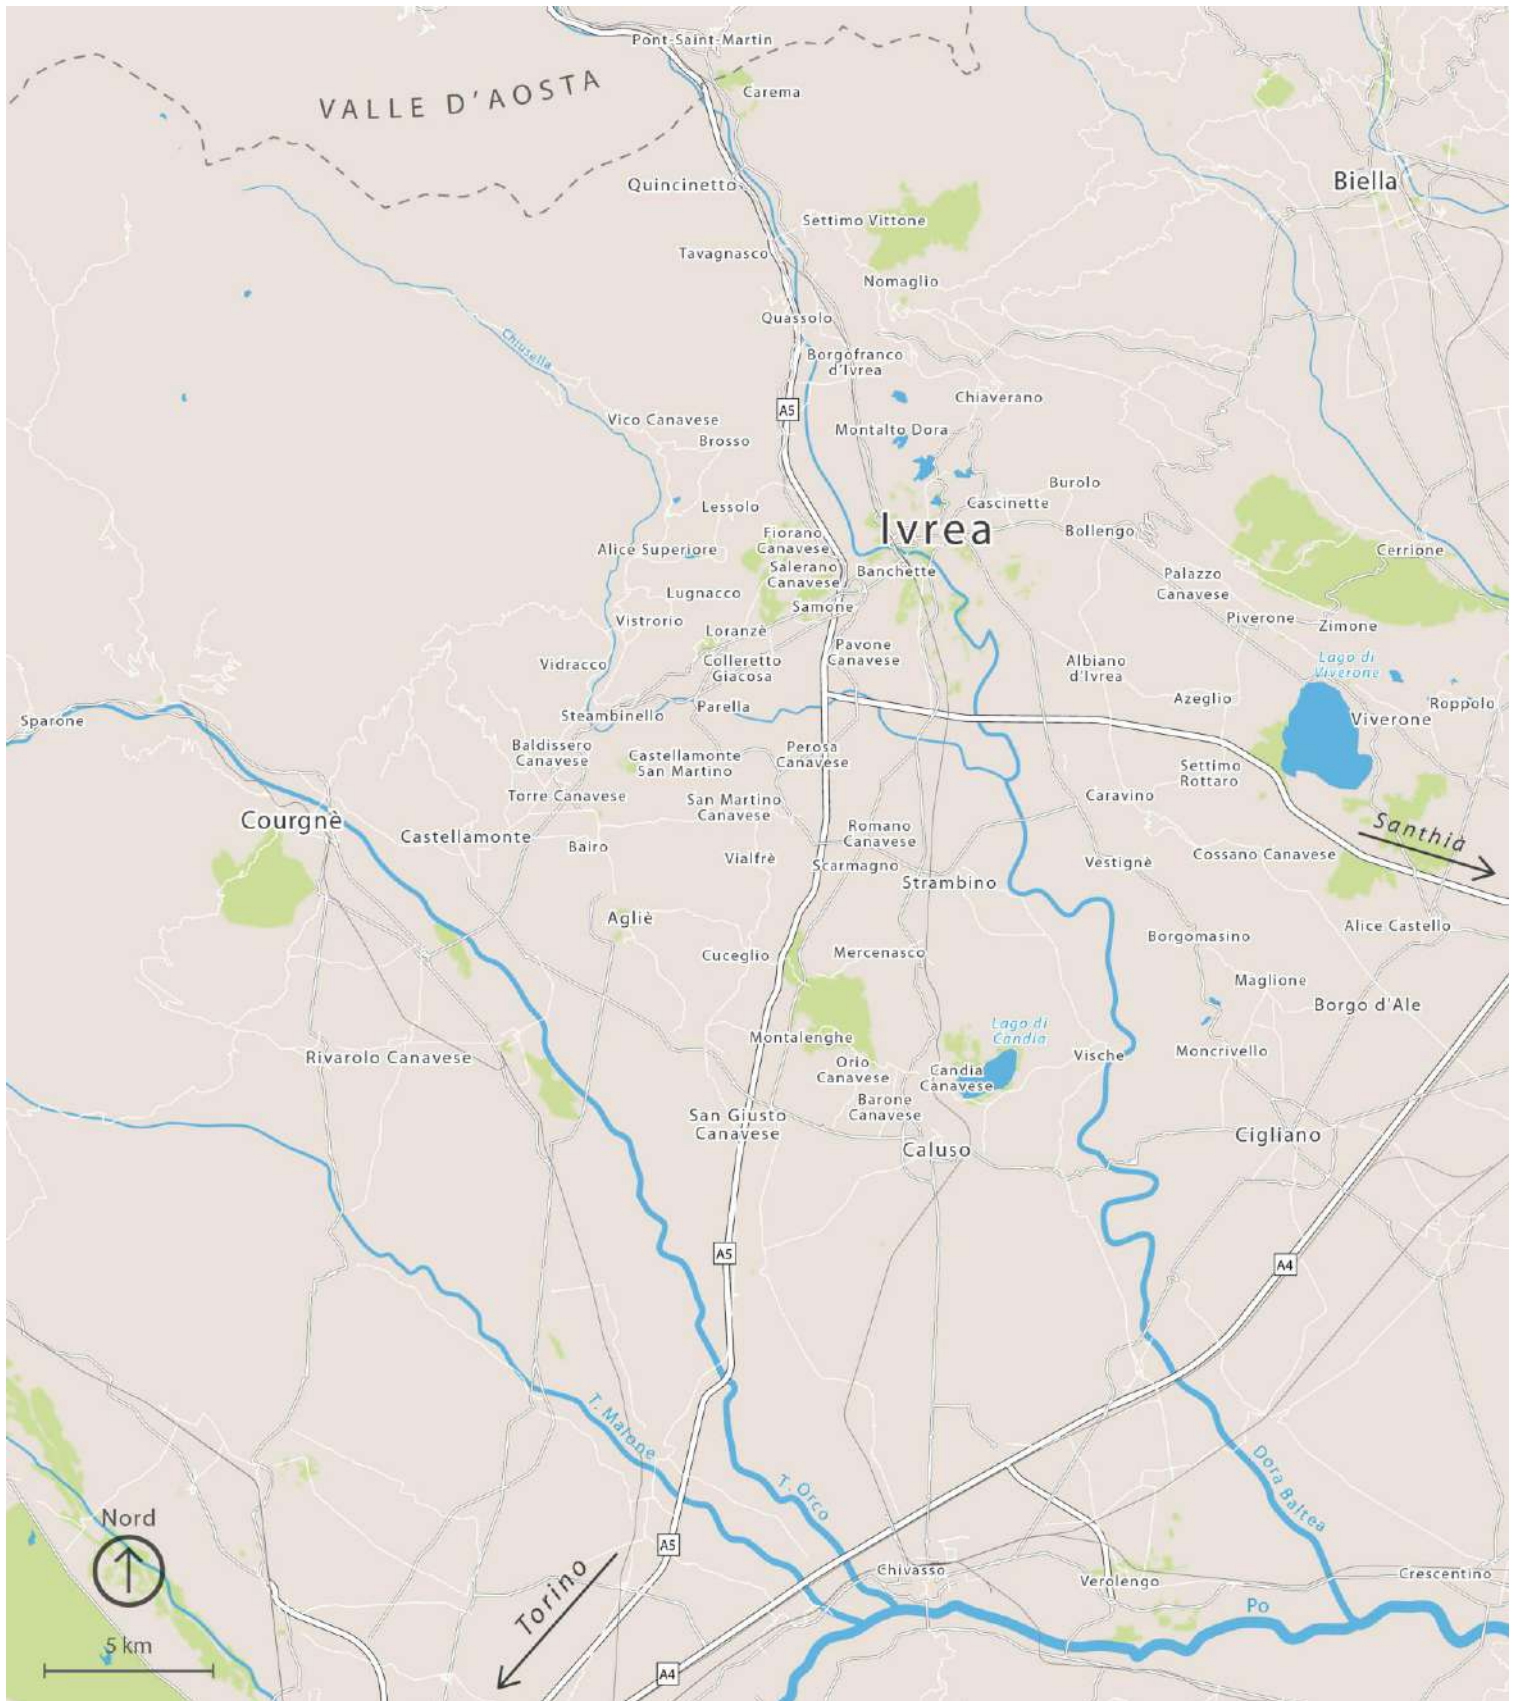 Pont-Saint-Martin
VALLE D'AOSTA
Carema
Quincinetto
Biella
Settimo Vittone
Tavagnasco
Nomaglio
Quassolo
Chiusella
Borgofranco
d'Ivrea
A5
Chiaverano
Vico Canavese
Montalto Dora
Brosso
Burolo
Cascinette
Lessolo
Ivrea
Fiorano
Canavese
Bollengo
Alice Superiore
Cerrione
Salerano
Canavese
Banchette
Palazzo
Canavese
Lugnacco
Samone
Vistrorio
Piverone
Zimone
Loranzè
Pavone
Canavese
Vidracco
Colleretto
Giacosa
Albiano
d'Ivrea
Lago di
Viverone
Azeglio
Roppolo
Parella
Steambinello
Sparone
Viverone
Baldissero
Canavese
Castellamonte
San Martino
Perosa
Canavese
Settimo
Rottaro
Torre Canavese
San Martino
Canavese
Caravino
Courgnè
Castellamonte
Romano
Canavese
Santhià
Bairo
Vialfrè
Scarmagno
Vestignè
Cossano Canavese
Strambino
Agliè
Alice Castello
Borgomasino
Cuceglio
Mercenasco
Maglione
Borgo d'Ale
Montalenghe
Lago di
Candia
Rivarolo Canavese
Vische
Moncrivello
Orio
Canavese
Candia
Canavese
Barone
Canavese
San Giusto
Canavese
Caluso
Cigliano
A5
A4
T. Malone
T. Orco
Dora Baltea
Nord
A5
Torino
Chivasso
Verolengo
Crescentino
Po
5 km
A4